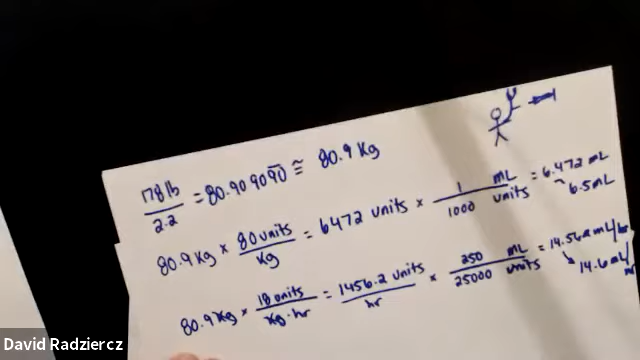 178 lb / 2.2 = 80.909090 ≅ 80.9 Kg
80.9 Kg × 80 units / Kg = 6472 units × 1 mL / 1000 units = 6.472 mL
~ 6.5 mL
80.9 Kg × 18 units / Kg · hr = 1456.2 units / hr × 250 mL / 25000 units = 14.562 mL/hr
14.6 mL/
David Radziercz